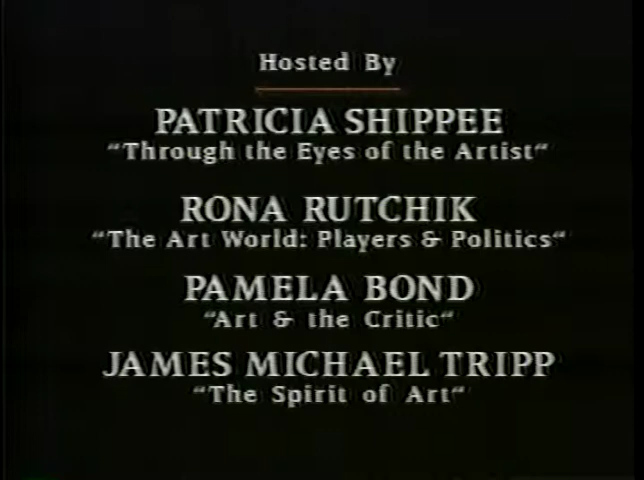 Hosted By
PATRICIA SHIPPEE
“Through the Eyes of the Artist“
RONA RUTCHIK
“The Art World: Players & Politics“
PAMELA BOND
“Art & the Critic“
JAMES MICHAEL TRIPP
“The Spirit of Art“